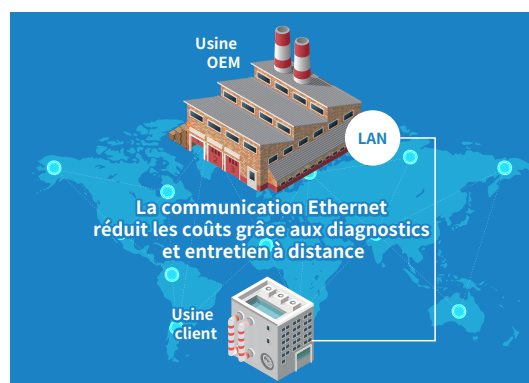 Usine
OEM
LAN
La communication Ethernet
réduit les coûts grâce aux diagnostics
et entretien à distance
Usine
client